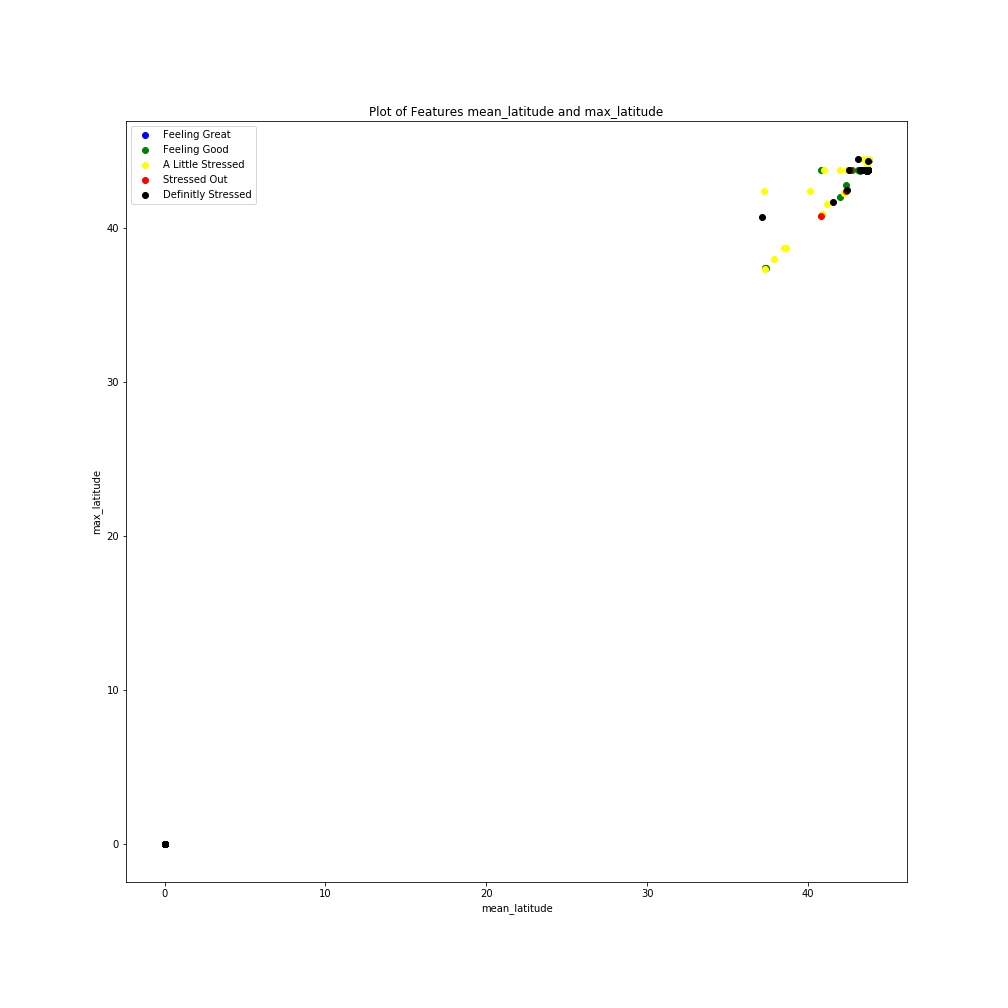 Plot of Features mean_latitude and max_latitude
Feeling Great
Feeling Good
A Little Stressed
Stressed Out
Definitly Stressed
max_latitude
40
30
20
10
0
0 10 20 30 40
mean_latitude